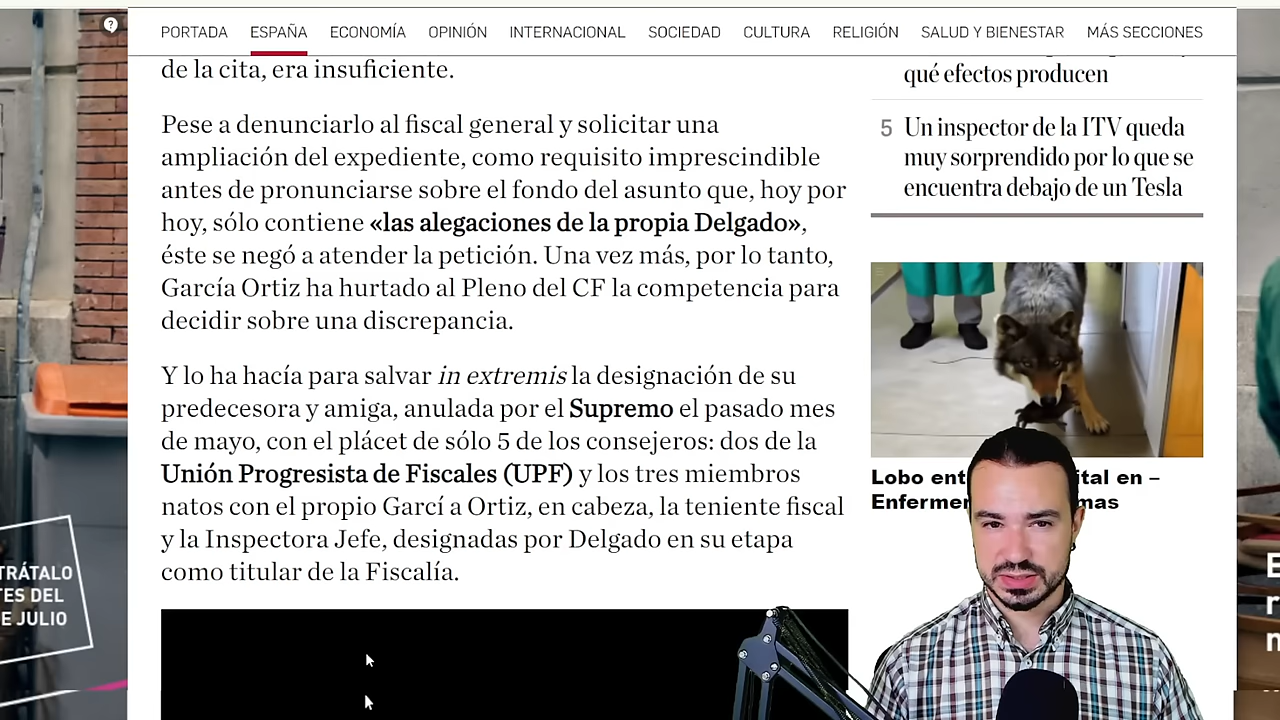 PORTADA ESPAÑA ECONOMÍA OPINIÓN INTERNACIONAL SOCIEDAD CULTURA RELIGIÓN SALUD Y BIENESTAR MÁS SECCIONES
de la cita, era insuficiente.
Pese a denunciarlo al fiscal general y solicitar una
ampliación del expediente, como requisito imprescindible
antes de pronunciarse sobre el fondo del asunto que, hoy por
hoy, sólo contiene «las alegaciones de la propia Delgado»,
éste se negó a atender la petición. Una vez más, por lo tanto,
García Ortiz ha hurtado al Pleno del CF la competencia para
decidir sobre una discrepancia.
Y lo ha hacía para salvar in extremis la designación de su
predecesora y amiga, anulada por el Supremo el pasado mes
de mayo, con el plácet de sólo 5 de los consejeros: dos de la
Unión Progresista de Fiscales (UPF) y los tres miembros
natos con el propio Garcí a Ortiz, en cabeza, la teniente fiscal
y la Inspectora Jefe, designadas por Delgado en su etapa
como titular de la Fiscalía.
qué efectos producen
5 Un inspector de la ITV queda
muy sorprendido por lo que se
encuentra debajo de un Tesla
Lobo ent ital en –
Enfermer mas
TRÁTALO
TES DEL
E JULIO